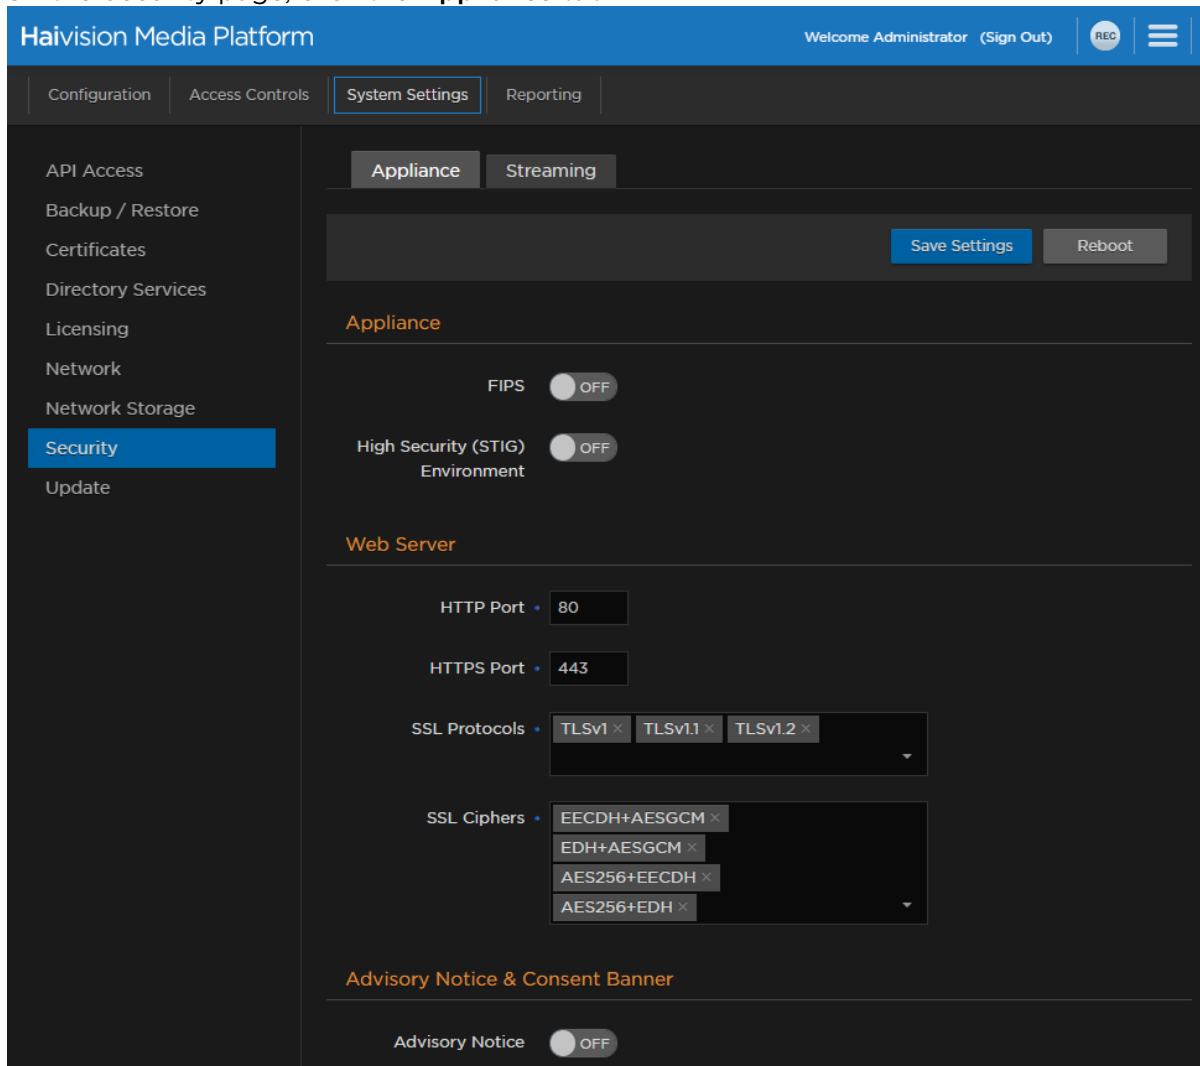 Haivision Media Platform
Welcome Administrator (Sign Out)
REC
Configuration
Access Controls
System Settings
Reporting
API Access
Backup / Restore
Certificates
Directory Services
Licensing
Network
Network Storage
Security
Update
Appliance
Streaming
Save Settings
Reboot
Appliance
FIPS
OFF
High Security (STIG)
Environment
OFF
Web Server
HTTP Port
80
HTTPS Port
443
SSL Protocols
TLSv1 × TLSv1.1 × TLSv1.2 ×
SSL Ciphers
EECDH+AESGCM ×
EDH+AESGCM ×
AES256+EECDH ×
AES256+EDH ×
Advisory Notice & Consent Banner
Advisory Notice
OFF